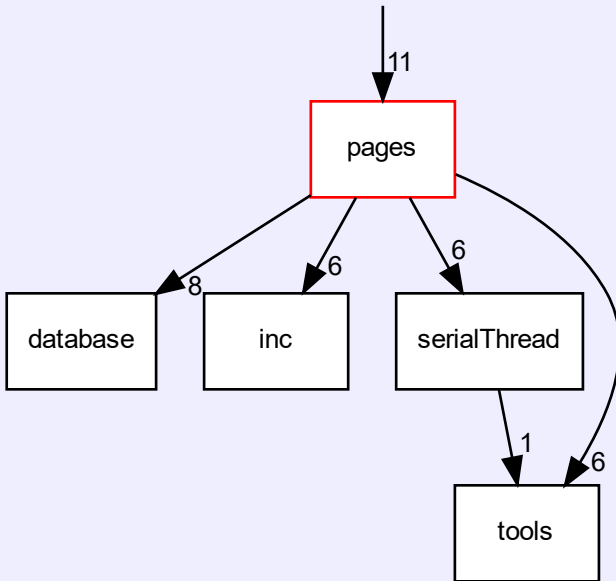 11
pages
8
6
6
database
inc
serialThread
1
6
tools